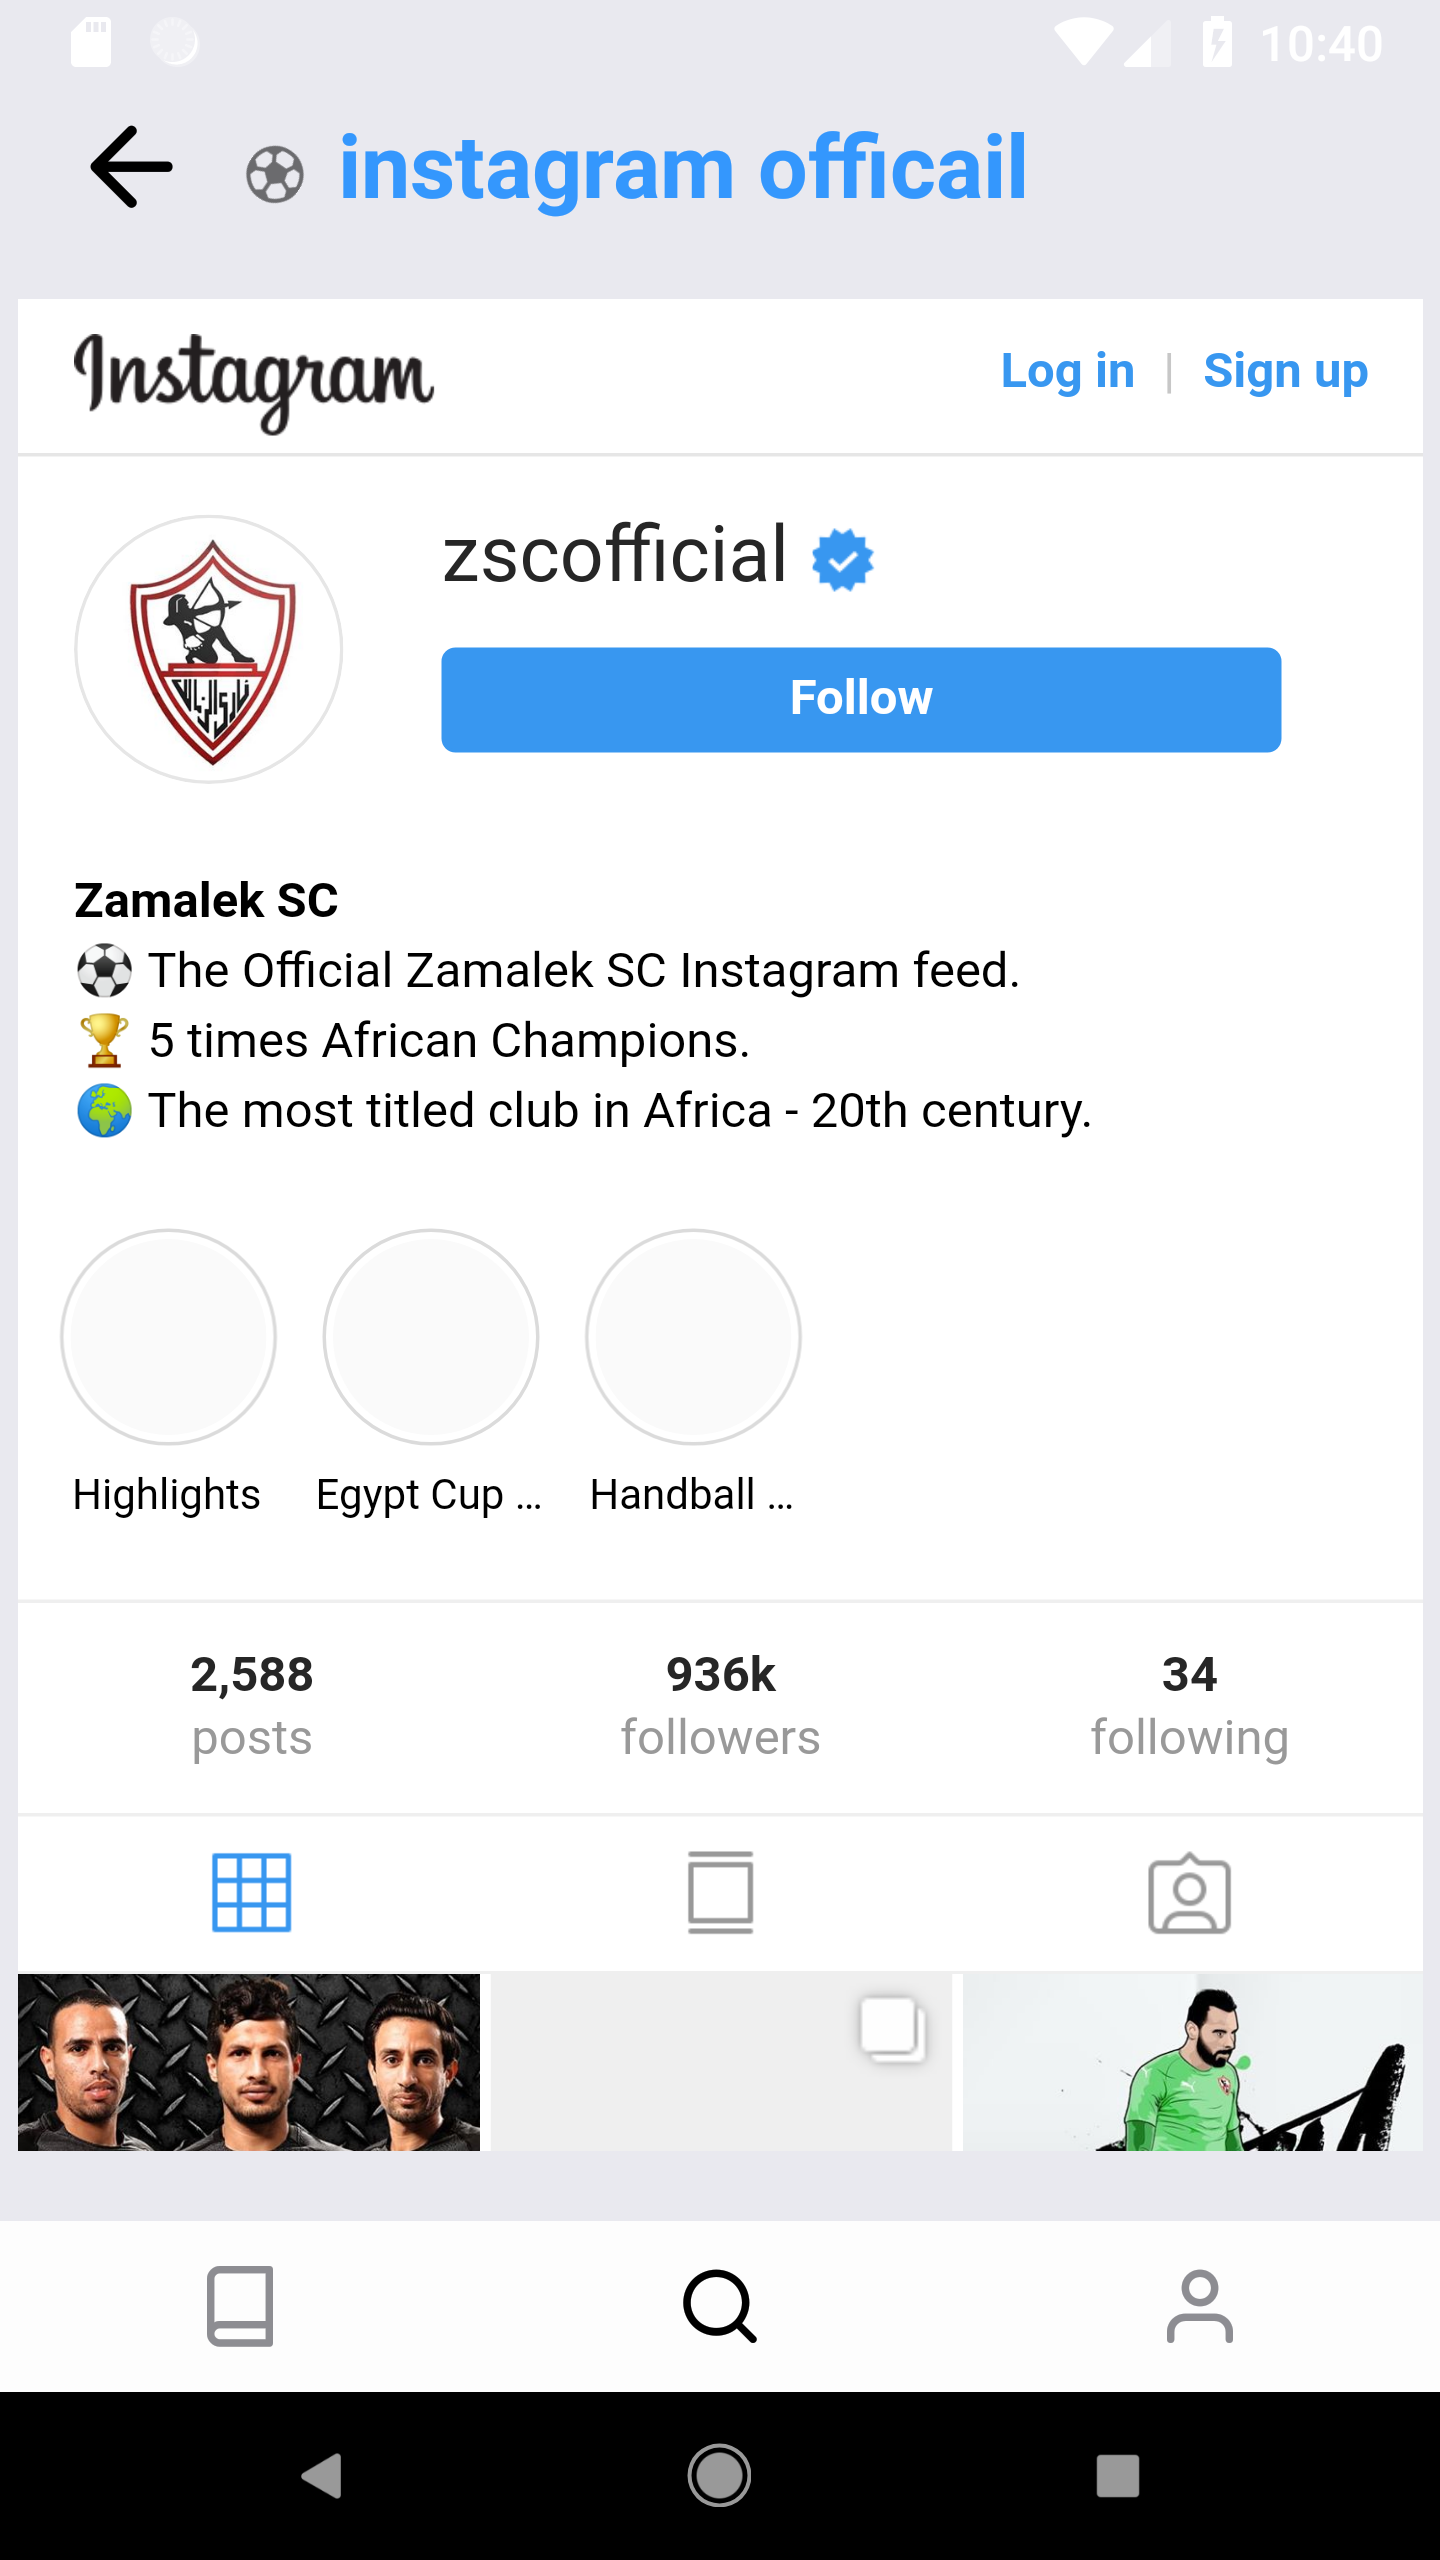 10:40
instagram officail
Instagram
Log in | Sign up
zscofficial
نادي الزمالك
Follow
Zamalek SC
⚽ The Official Zamalek SC Instagram feed.
🏆 5 times African Champions.
🌍 The most titled club in Africa - 20th century.
Highlights
Egypt Cup ...
Handball ...
2,588
posts
936k
followers
34
following